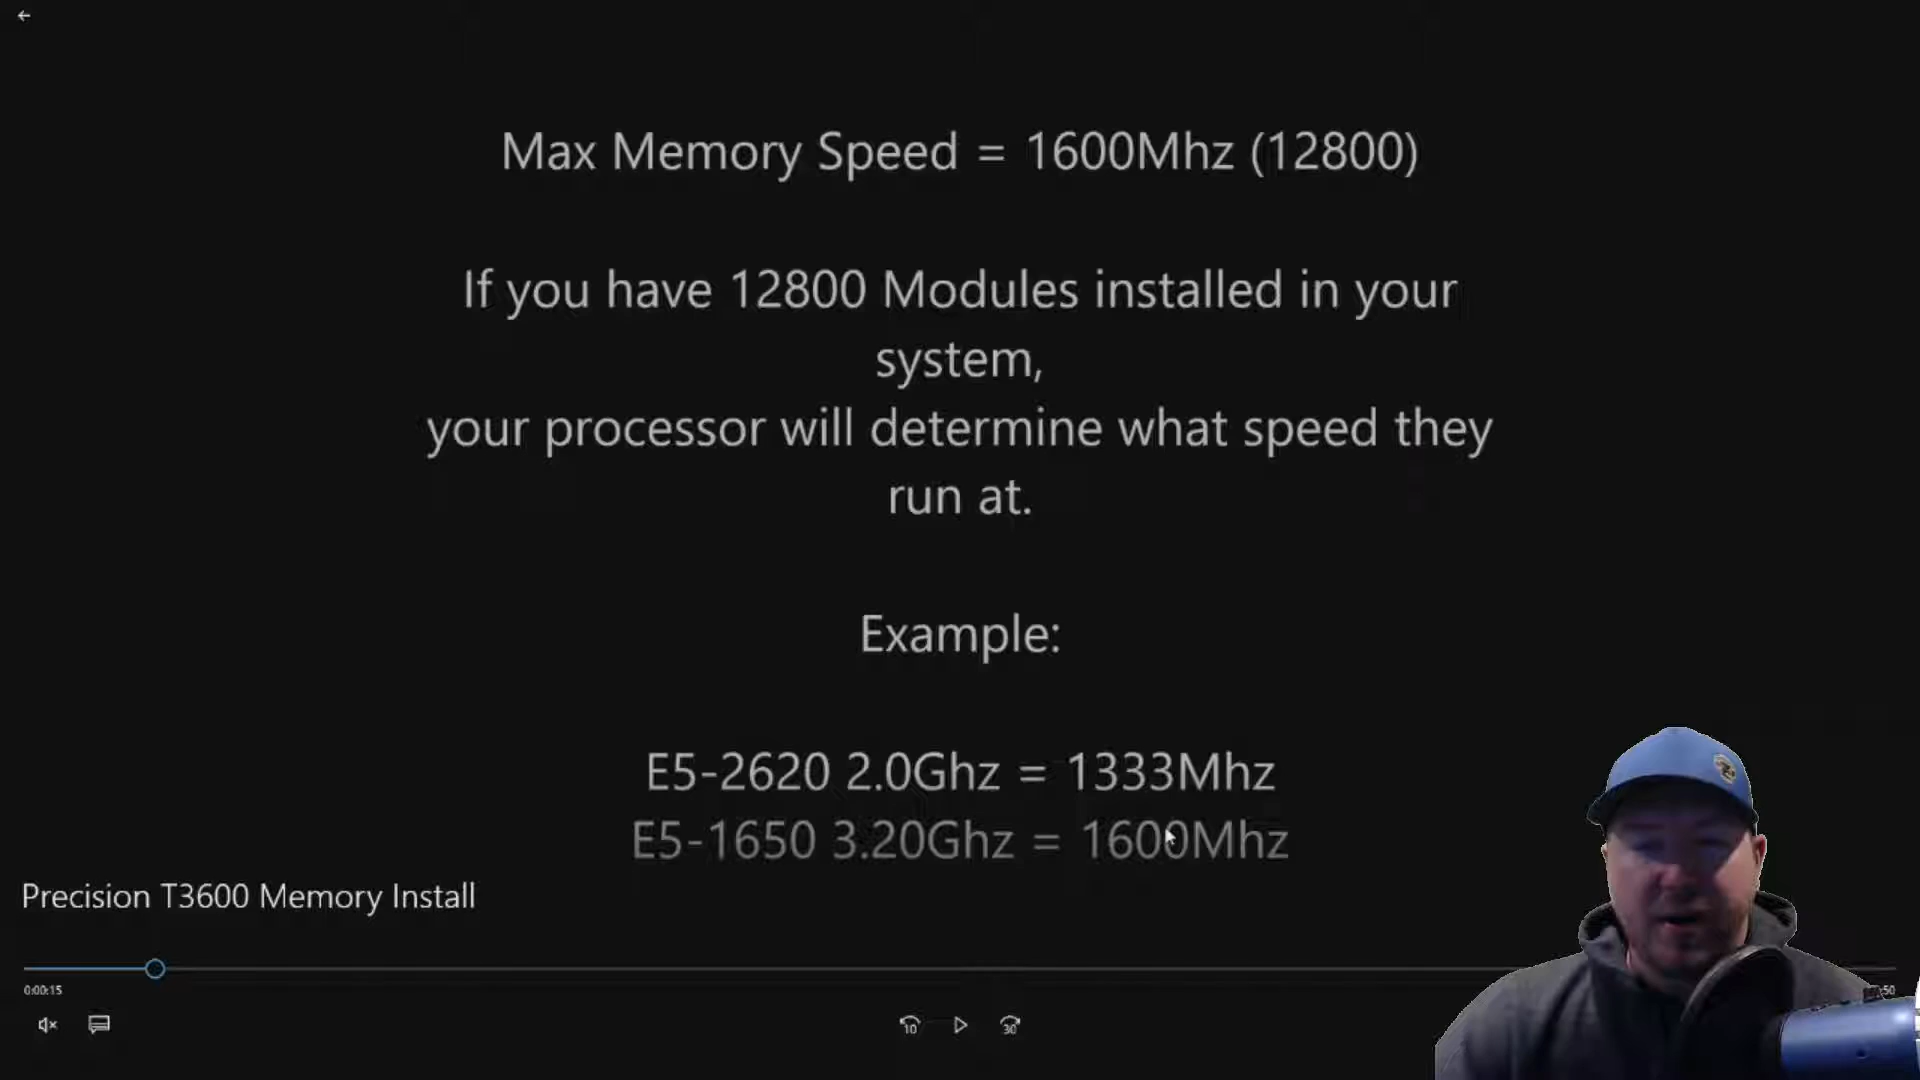 Max Memory Speed = 1600Mhz (12800)
If you have 12800 Modules installed in your
system,
your processor will determine what speed they
run at.
Example:
E5-2620 2.0Ghz = 1333Mhz
E5-1650 3.20Ghz = 1600Mhz
Precision T3600 Memory Install
0:00:15
10
30